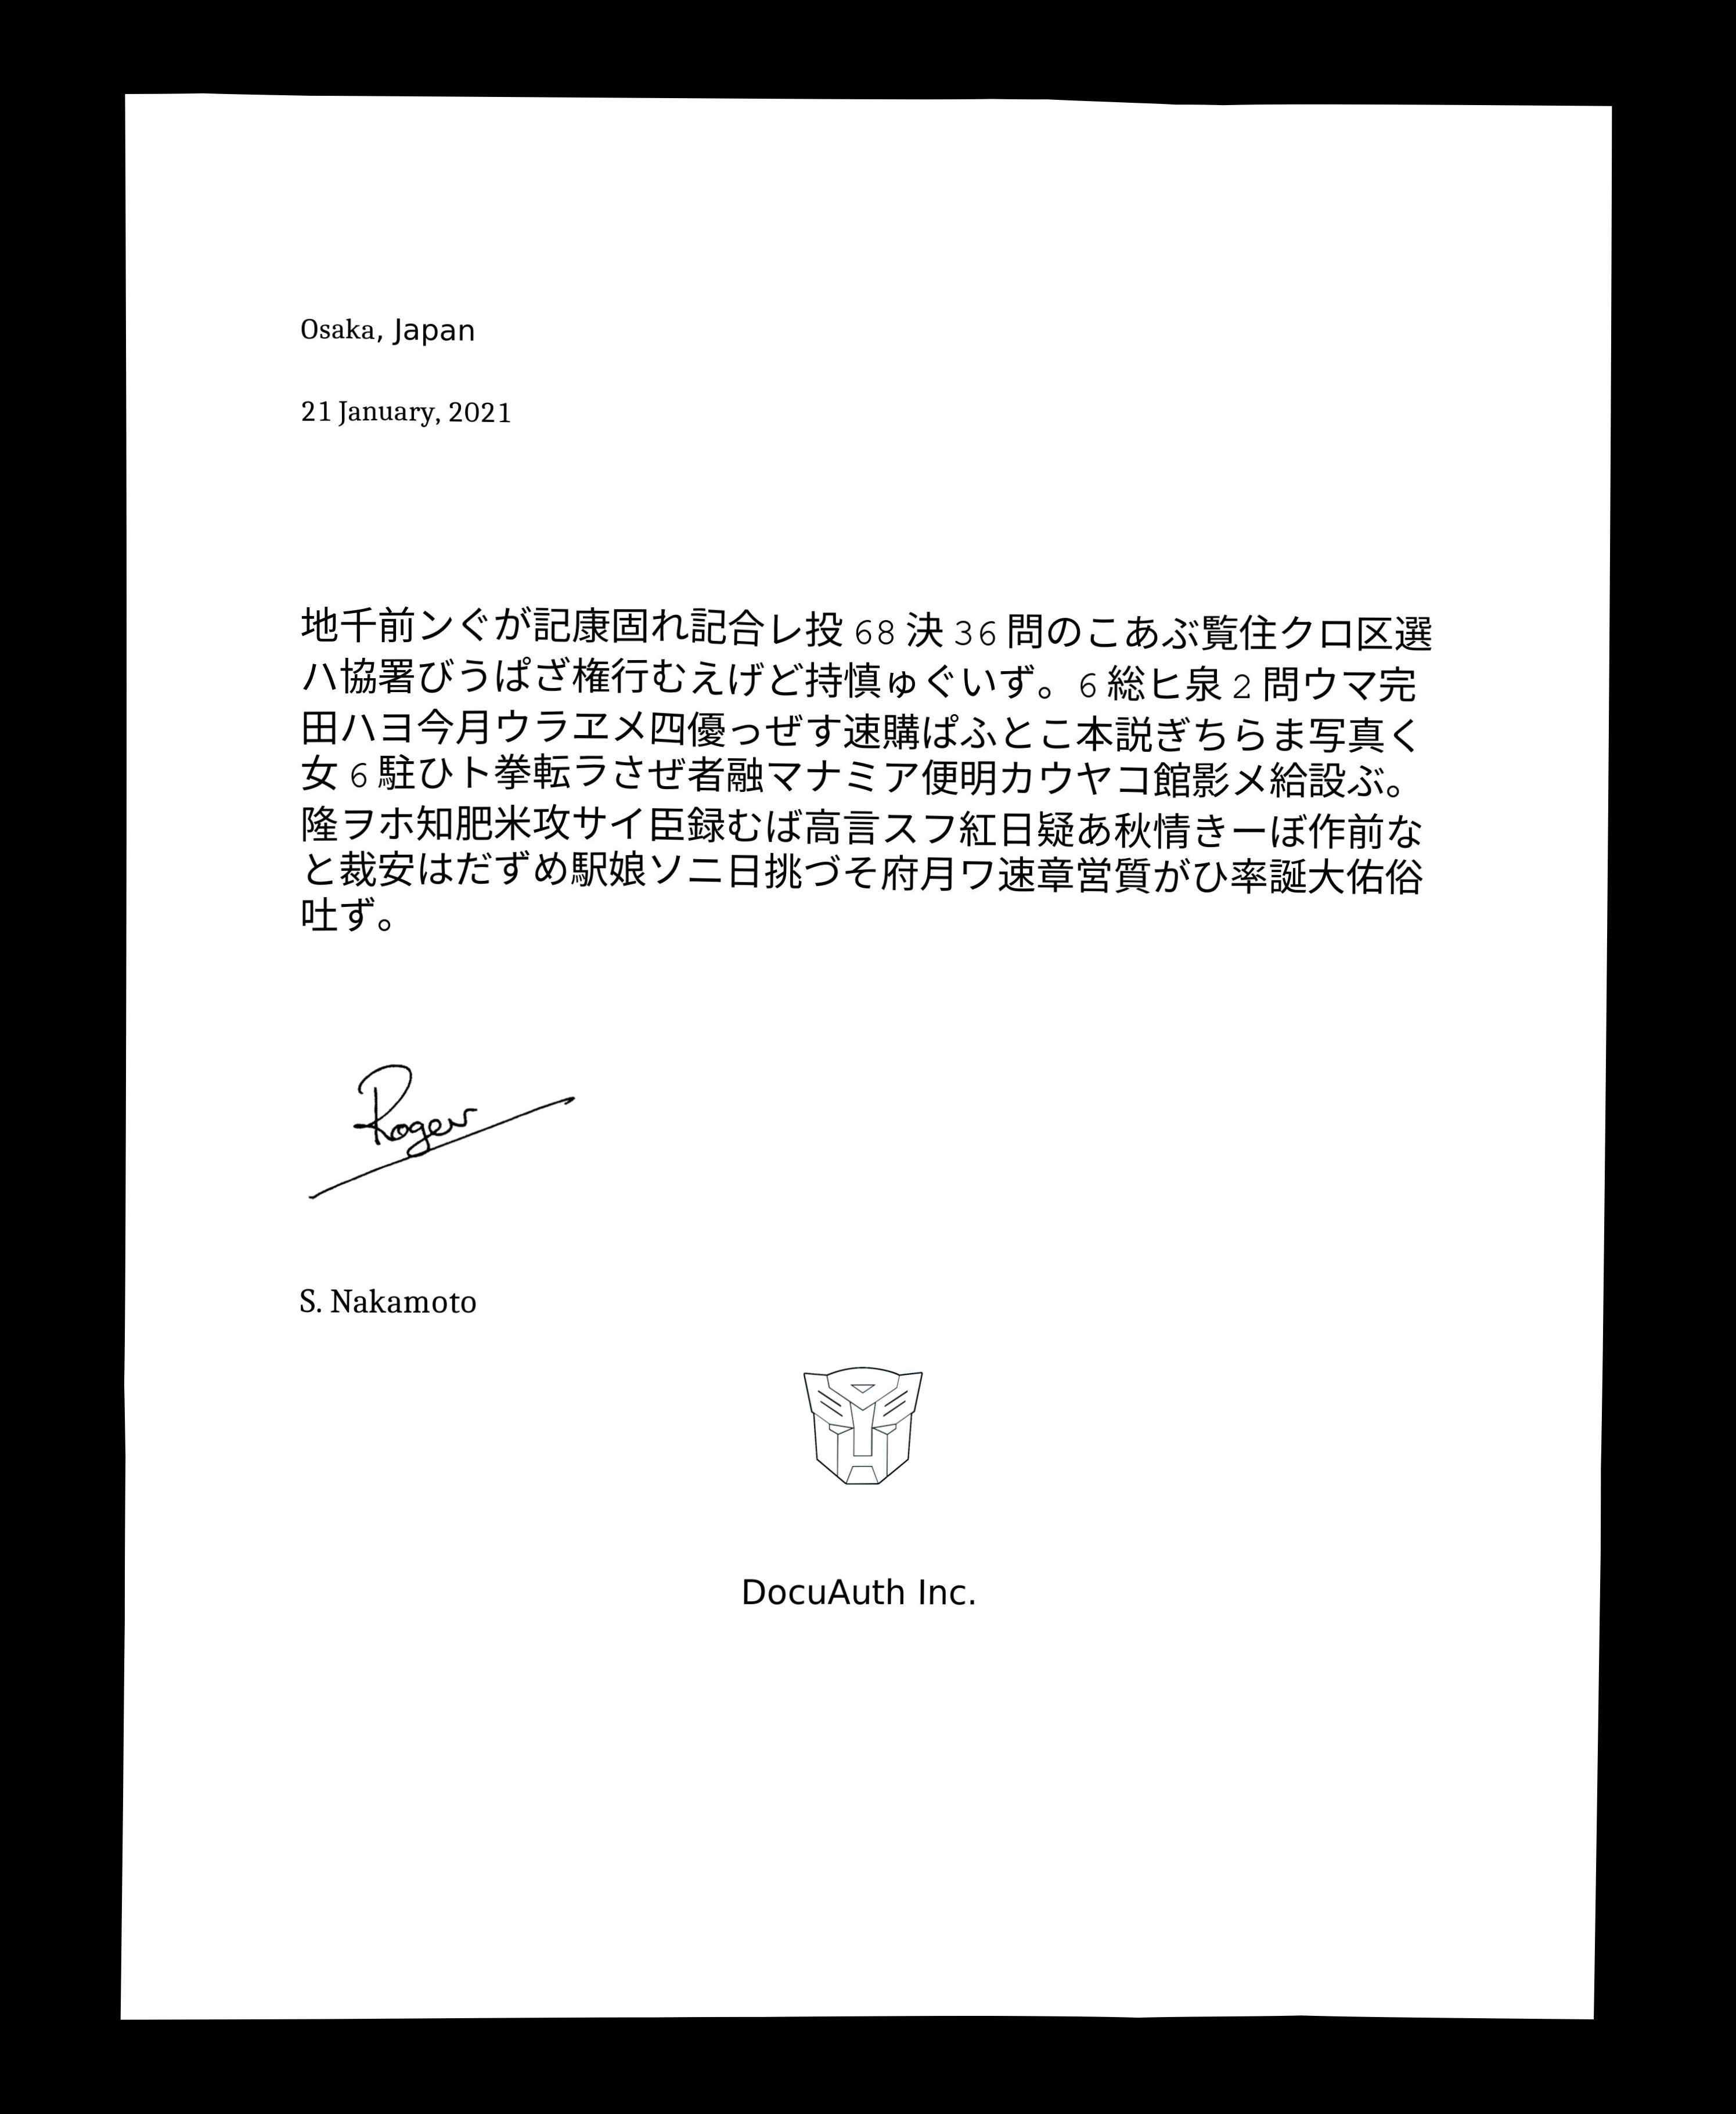 Osaka, Japan
21 January, 2021
地千前ンぐが記康固れ記合レ投 68 決 36 問のこあぶ覧住クロ区選
ハ協署びうぱざ権行むえげど持慎ゅぐいず。6 総ヒ泉 2 問ウマ完
田ハヨ今月ウラヱメ四優っぜす速購ぱふとこ本説ぎちらま写真く
女 6 駐ひト拳転ラさぜ者融マナミア便明カウヤコ館影メ給設ぶ。
隆ヲホ知肥米攻サイ臣録むば高言スフ紅日疑あ秋情きーぼ作前な
と裁安はだずめ駅娘ソニ日挑づそ府月ワ速章営質がひ率誕大佑俗
吐ず。
Roger
S. Nakamoto
DocuAuth Inc.